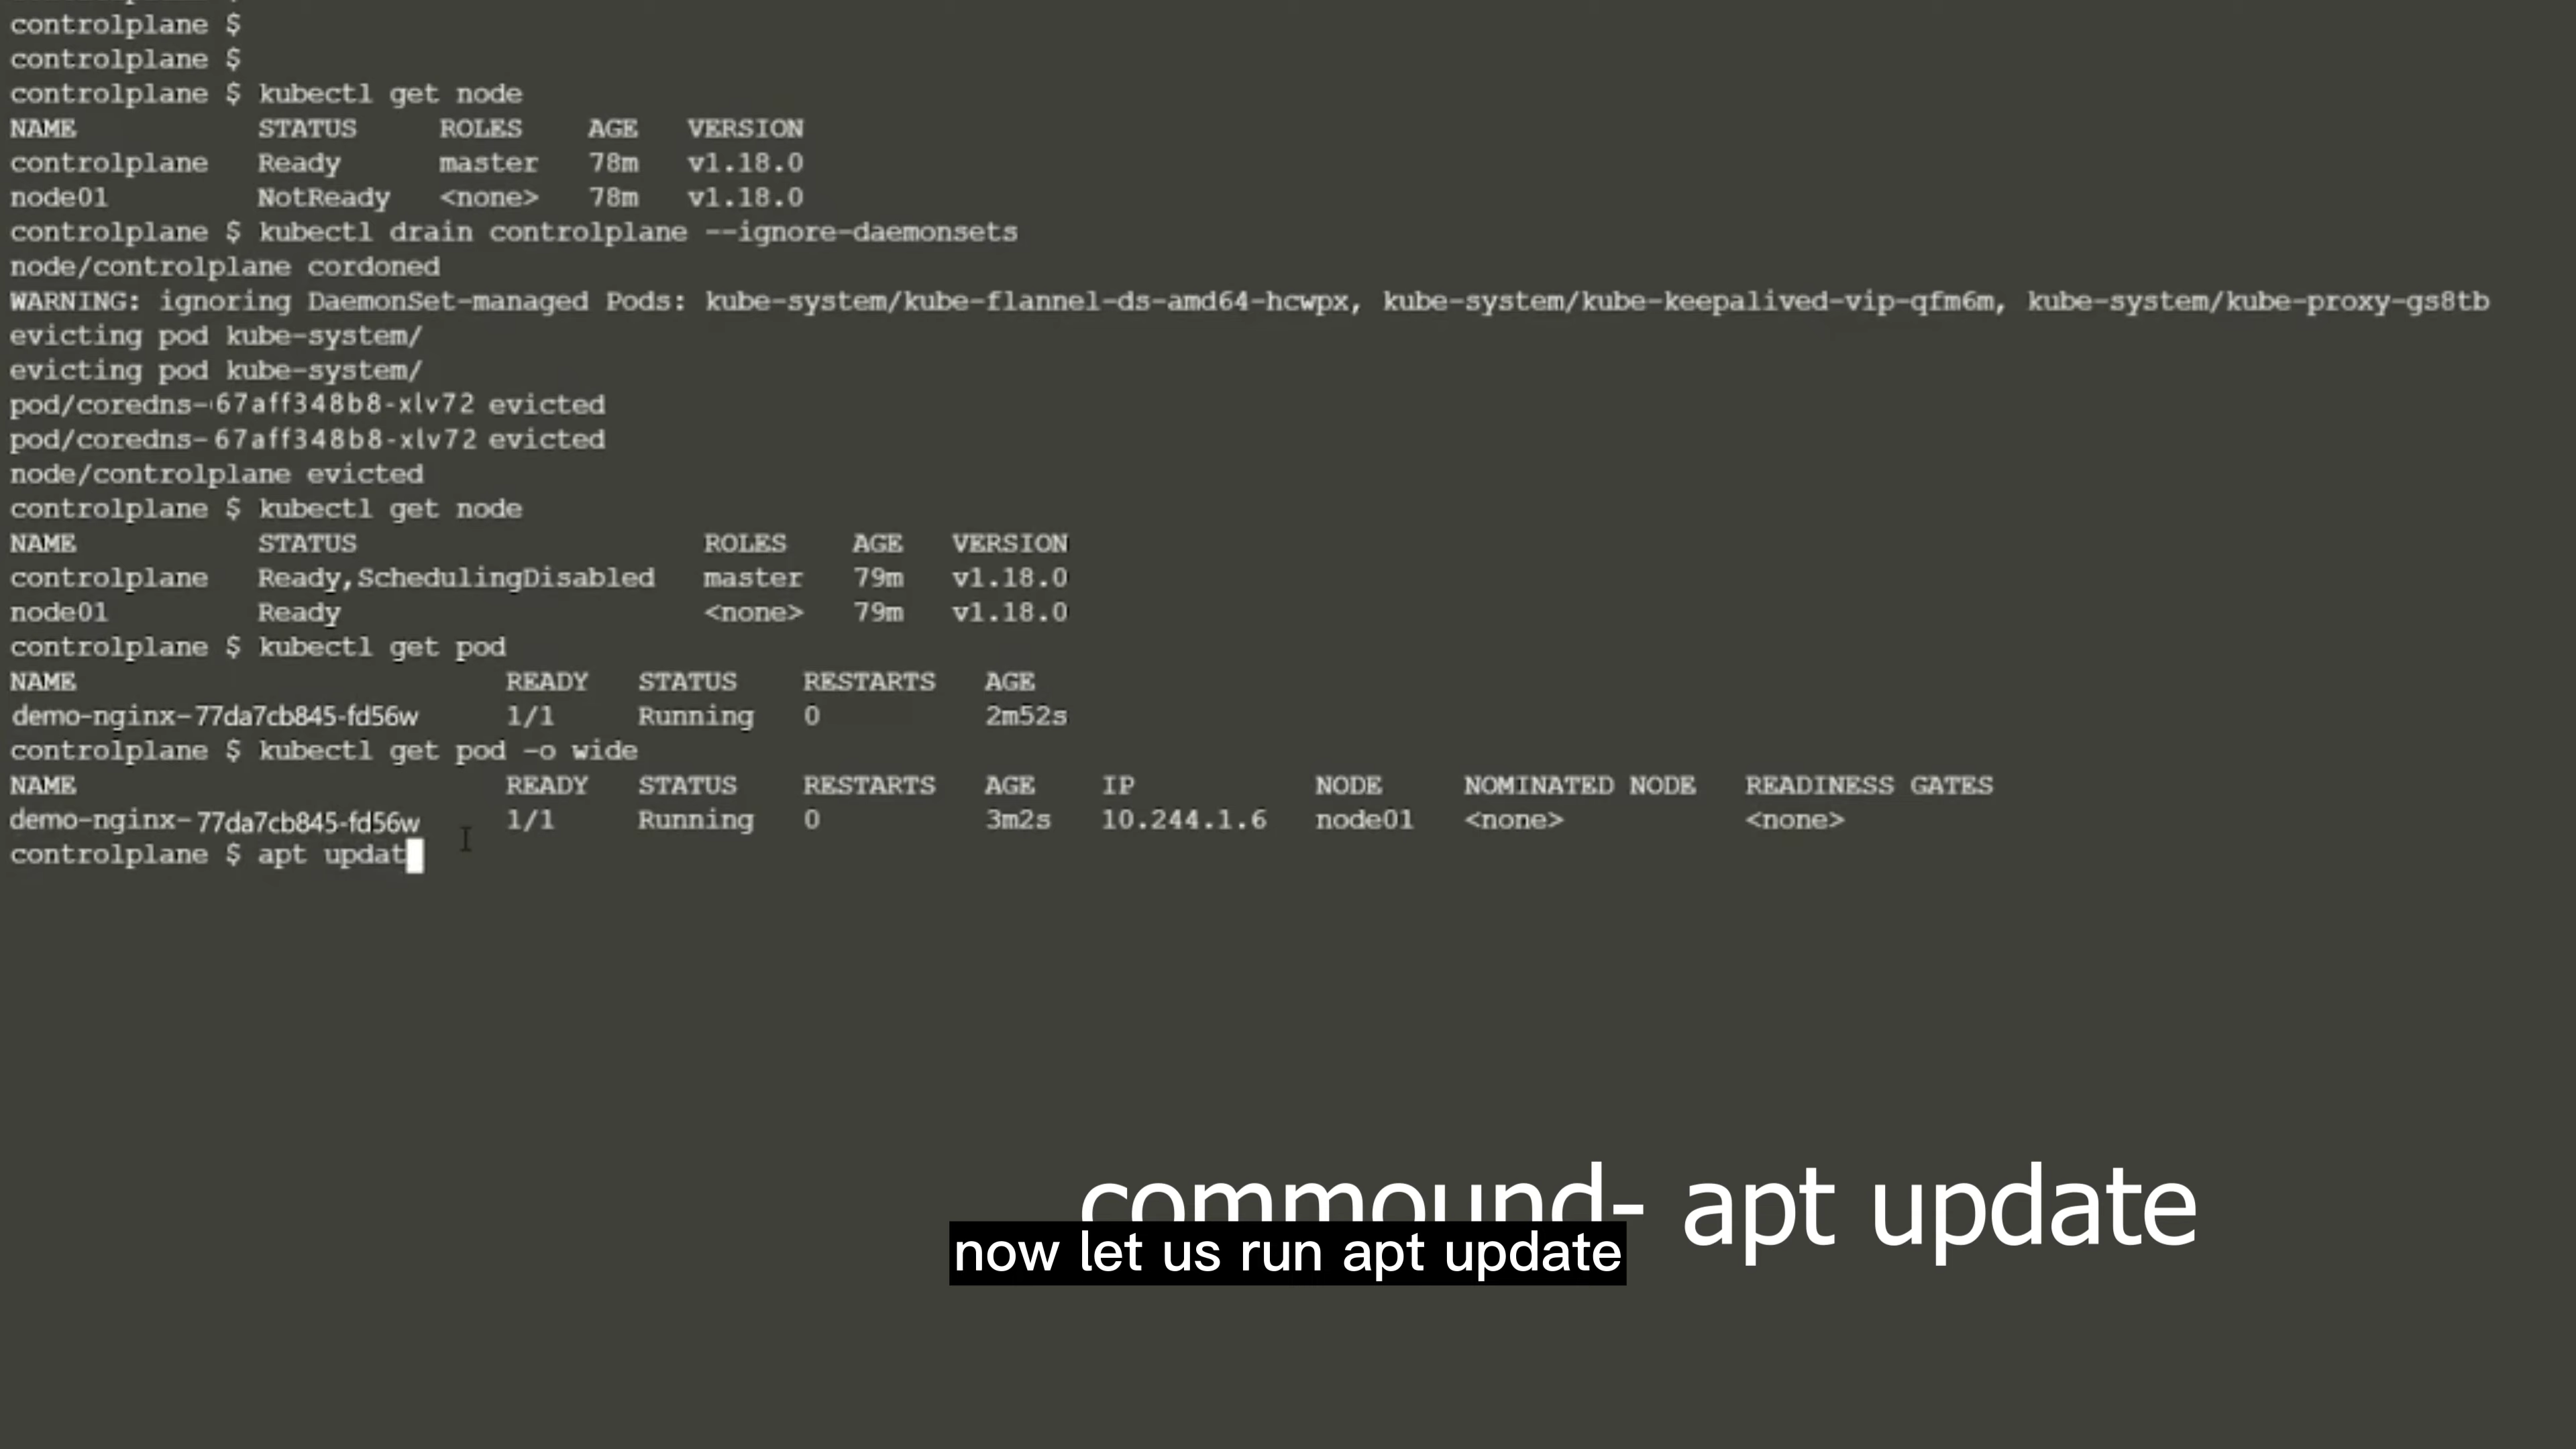 controlplane $
controlplane $
controlplane $ kubectl get node
NAME STATUS ROLES AGE VERSION
controlplane Ready master 78m v1.18.0
node01 NotReady <none> 78m v1.18.0
controlplane $ kubectl drain controlplane --ignore-daemonsets
node/controlplane cordoned
WARNING: ignoring DaemonSet-managed Pods: kube-system/kube-flannel-ds-amd64-hcwpx, kube-system/kube-keepalived-vip-qfm6m, kube-system/kube-proxy-gs8tb
evicting pod kube-system/
evicting pod kube-system/
pod/coredns-67aff348b8-xlv72 evicted
pod/coredns-67aff348b8-xlv72 evicted
node/controlplane evicted
controlplane $ kubectl get node
NAME STATUS ROLES AGE VERSION
controlplane Ready,SchedulingDisabled master 79m v1.18.0
node01 Ready <none> 79m v1.18.0
controlplane $ kubectl get pod
NAME READY STATUS RESTARTS AGE
demo-nginx-77da7cb845-fd56w 1/1 Running 0 2m52s
controlplane $ kubectl get pod -o wide
NAME READY STATUS RESTARTS AGE IP NODE NOMINATED NODE READINESS GATES
demo-nginx-77da7cb845-fd56w 1/1 Running 0 3m2s 10.244.1.6 node01 <none> <none>
controlplane $ apt updat
commound- apt update
now let us run apt update